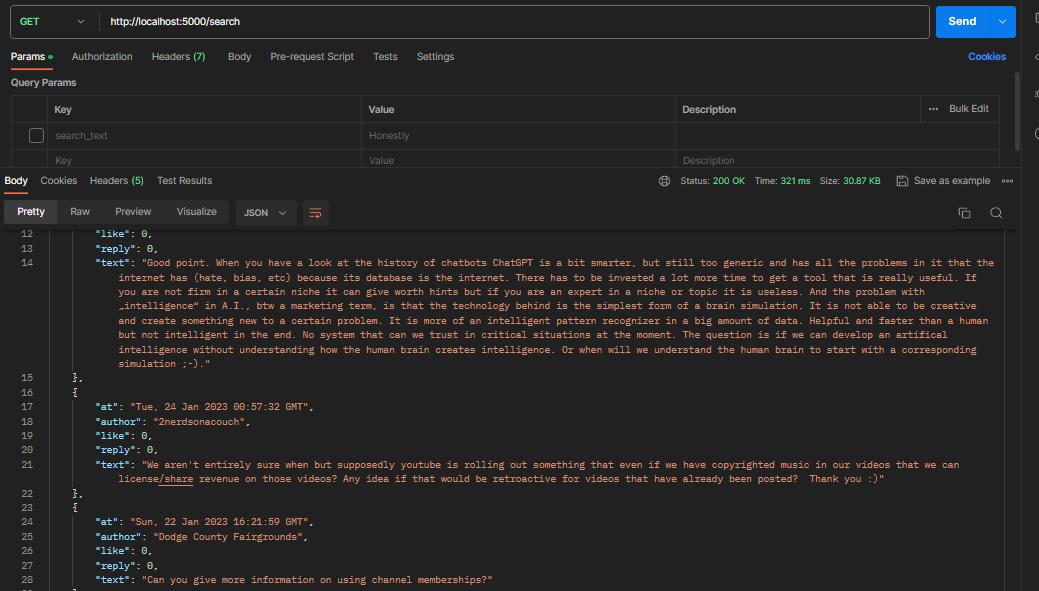 GET http://localhost:5000/search Send
Params Authorization Headers (7) Body Pre-request Script Tests Settings Cookies
Query Params
Key Value Description ••• Bulk Edit
search_text Honestly
Key Value Description
Body Cookies Headers (5) Test Results Status: 200 OK Time: 321 ms Size: 30.87 KB Save as example •••
Pretty Raw Preview Visualize JSON
12 "like": 0,
13 "reply": 0,
14 "text": "Good point. When you have a look at the history of chatbots ChatGPT is a bit smarter, but still too generic and has all the problems in it that the
internet has (hate, bias, etc) because its database is the internet. There has to be invested a lot more time to get a tool that is really useful. If
you are not firm in a certain niche it can give worth hints but if you are an expert in a niche or topic it is useless. And the problem with
„intelligence“ in A.I., btw a marketing term, is that the technology behind is the simplest form of a brain simulation. It is not able to be creative
and create something new to a certain problem. It is more of an intelligent pattern recognizer in a big amount of data. Helpful and faster than a human
but not intelligent in the end. No system that can we trust in critical situations at the moment. The question is if we can develop an artifical
intelligence without understanding how the human brain creates intelligence. Or when will we understand the human brain to start with a corresponding
simulation ;-)."
15 },
16 {
17 "at": "Tue, 24 Jan 2023 00:57:32 GMT",
18 "author": "2nerdsonacouch",
19 "like": 0,
20 "reply": 0,
21 "text": "We aren't entirely sure when but supposedly youtube is rolling out something that even if we have copyrighted music in our videos that we can
license/share revenue on those videos? Any idea if that would be retroactive for videos that have already been posted?  Thank you :)"
22 },
23 {
24 "at": "Sun, 22 Jan 2023 16:21:59 GMT",
25 "author": "Dodge County Fairgrounds",
26 "like": 0,
27 "reply": 0,
28 "text": "Can you give more information on using channel memberships?"